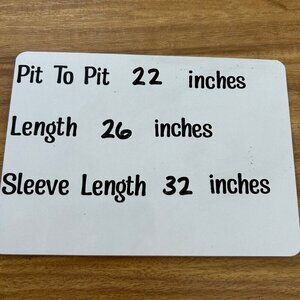 Pit To Pit 22 inches
Length 26 inches
Sleeve Length 32 inches